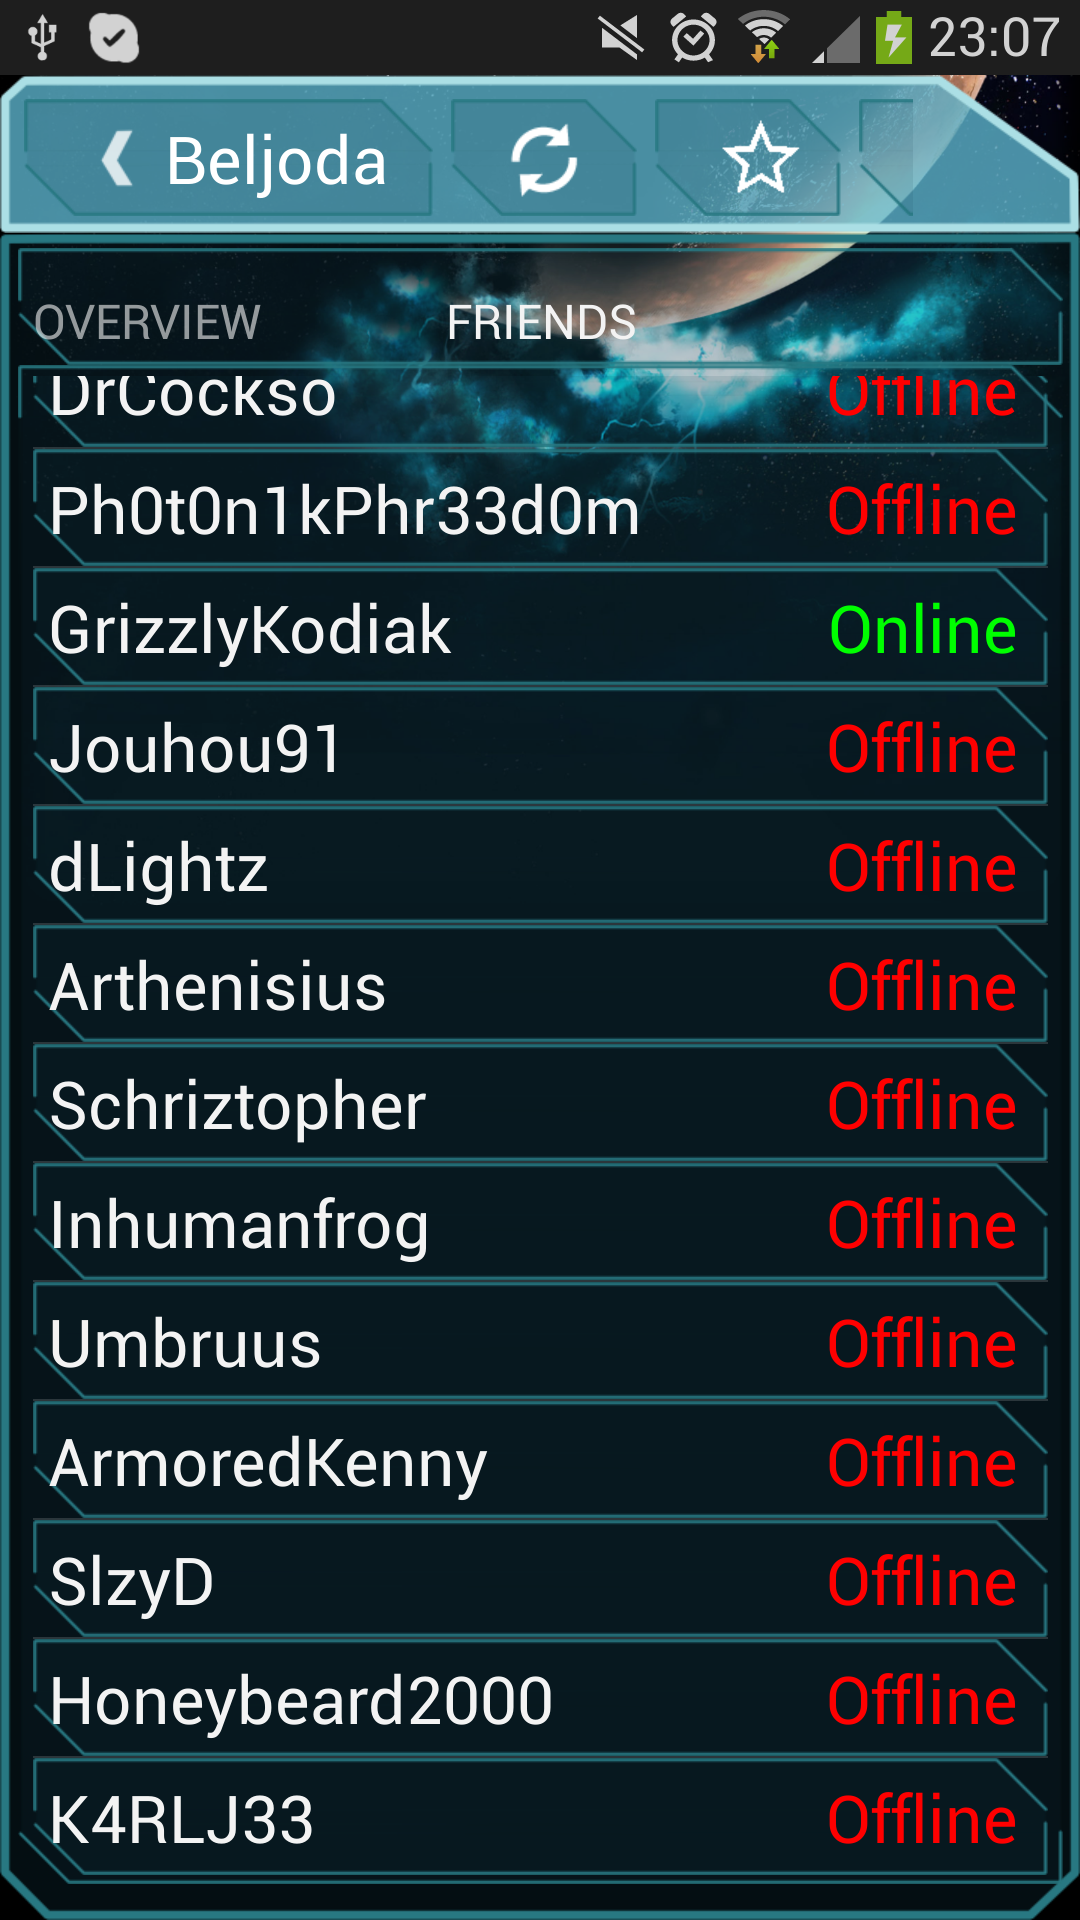 23:07
Beljoda
OVERVIEW FRIENDS
DrCockso Offline
Ph0t0n1kPhr33d0m Offline
GrizzlyKodiak Online
Jouhou91 Offline
dLightz Offline
Arthenisius Offline
Schriztopher Offline
Inhumanfrog Offline
Umbruus Offline
ArmoredKenny Offline
SlzyD Offline
Honeybeard2000 Offline
K4RLJ33 Offline